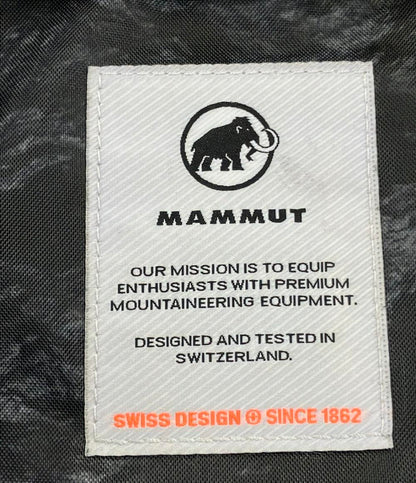 MAMMUT
OUR MISSION IS TO EQUIP
ENTHUSIASTS WITH PREMIUM
MOUNTAINEERING EQUIPMENT.
DESIGNED AND TESTED IN
SWITZERLAND.
SWISS DESIGN ⊕ SINCE 1862